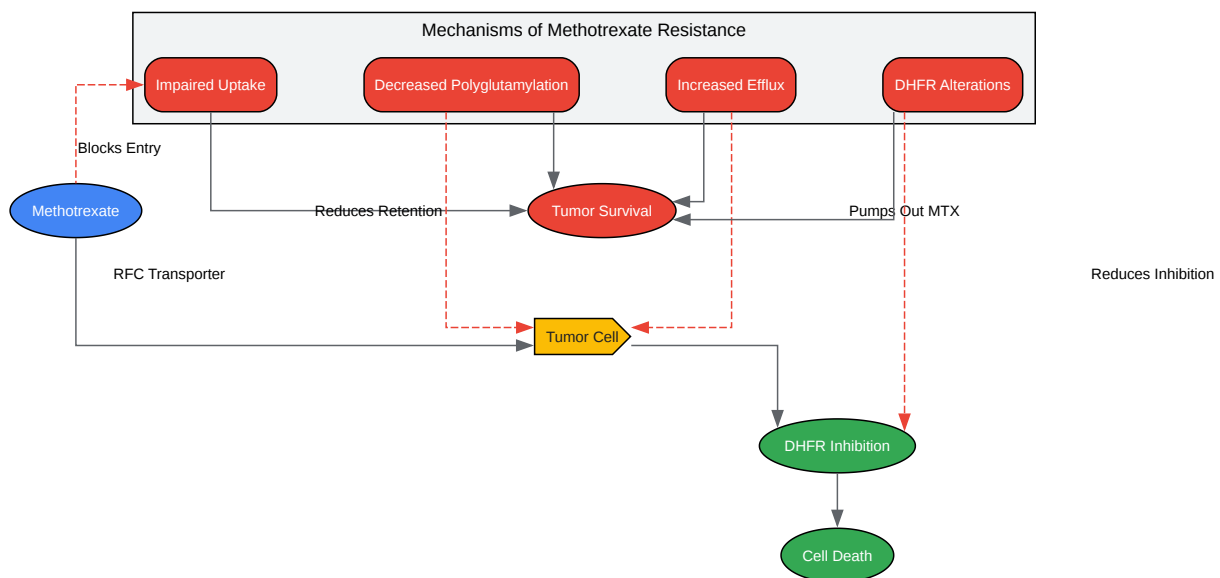 Mechanisms of Methotrexate Resistance
Impaired Uptake
Decreased Polyglutamylation
Increased Efflux
DHFR Alterations
Blocks Entry
Methotrexate
Reduces Retention
Tumor Survival
Pumps Out MTX
RFC Transporter
Reduces Inhibition
Tumor Cell
DHFR Inhibition
Cell Death